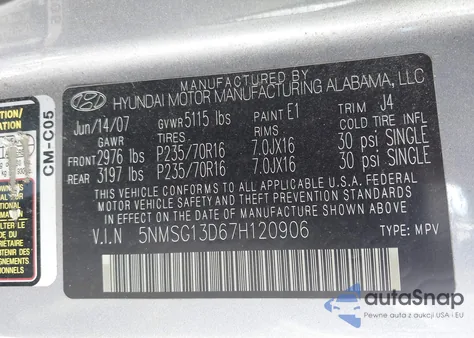 MANUFACTURED BY
HYUNDAI MOTOR MANUFACTURING ALABAMA, LLC
Jun/14/07 GVWR 5115 lbs PAINT E1 TRIM J4
GAWR TIRES RIMS COLD TIRE INFLATION
FRONT 2976 lbs P235/70R16 7.0JX16 30 psi SINGLE
REAR 3197 lbs P235/70R16 7.0JX16 30 psi SINGLE
THIS VEHICLE CONFORMS TO ALL APPLICABLE U.S. FEDERAL
MOTOR VEHICLE SAFETY, BUMPER, AND THEFT PREVENTION STANDARDS
IN EFFECT ON THE DATE OF MANUFACTURE SHOWN ABOVE.
V.I.N 5NMSG13D67H120906 TYPE: MPV
CM-C05
autoSnap
Pewne auta z aukcji USA i EU